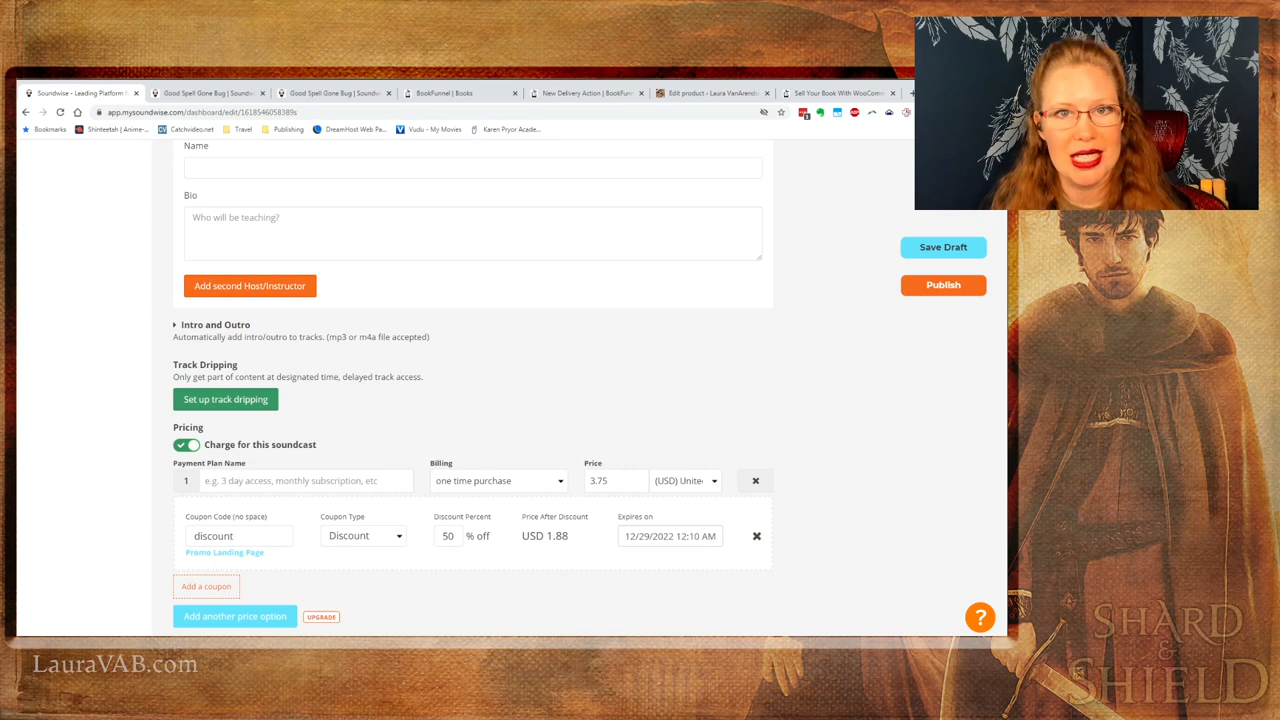 Soundwise - Leading Platform f
Good Spell Gone Bug | Soundw
Good Spell Gone Bug | Soundw
BookFunnel | Books
New Delivery Action | BookFun
Edit product ‹ Laura VanArendo
Sell Your Book With WooComm
app.mysoundwise.com/dashboard/edit/1618546058389s
Bookmarks
Shinteetah | Anime-...
Catchvideo.net
Travel
Publishing
DreamHost Web Pa...
Vudu - My Movies
Karen Pryor Acade...
Name
Bio
Who will be teaching?
Save Draft
Add second Host/Instructor
Publish
Intro and Outro
Automatically add intro/outro to tracks. (mp3 or m4a file accepted)
Track Dripping
Only get part of content at designated time, delayed track access.
Set up track dripping
Pricing
Charge for this soundcast
Payment Plan Name Billing Price
1 e.g. 3 day access, monthly subscription, etc one time purchase 3.75 (USD) Unite
Coupon Code (no space) Coupon Type Discount Percent Price After Discount Expires on
discount Discount 50 % off USD 1.88 12/29/2022 12:10 AM
Promo Landing Page
Add a coupon
Add another price option UPGRADE
?
SHARD
&
SHIELD
LauraVAB.com